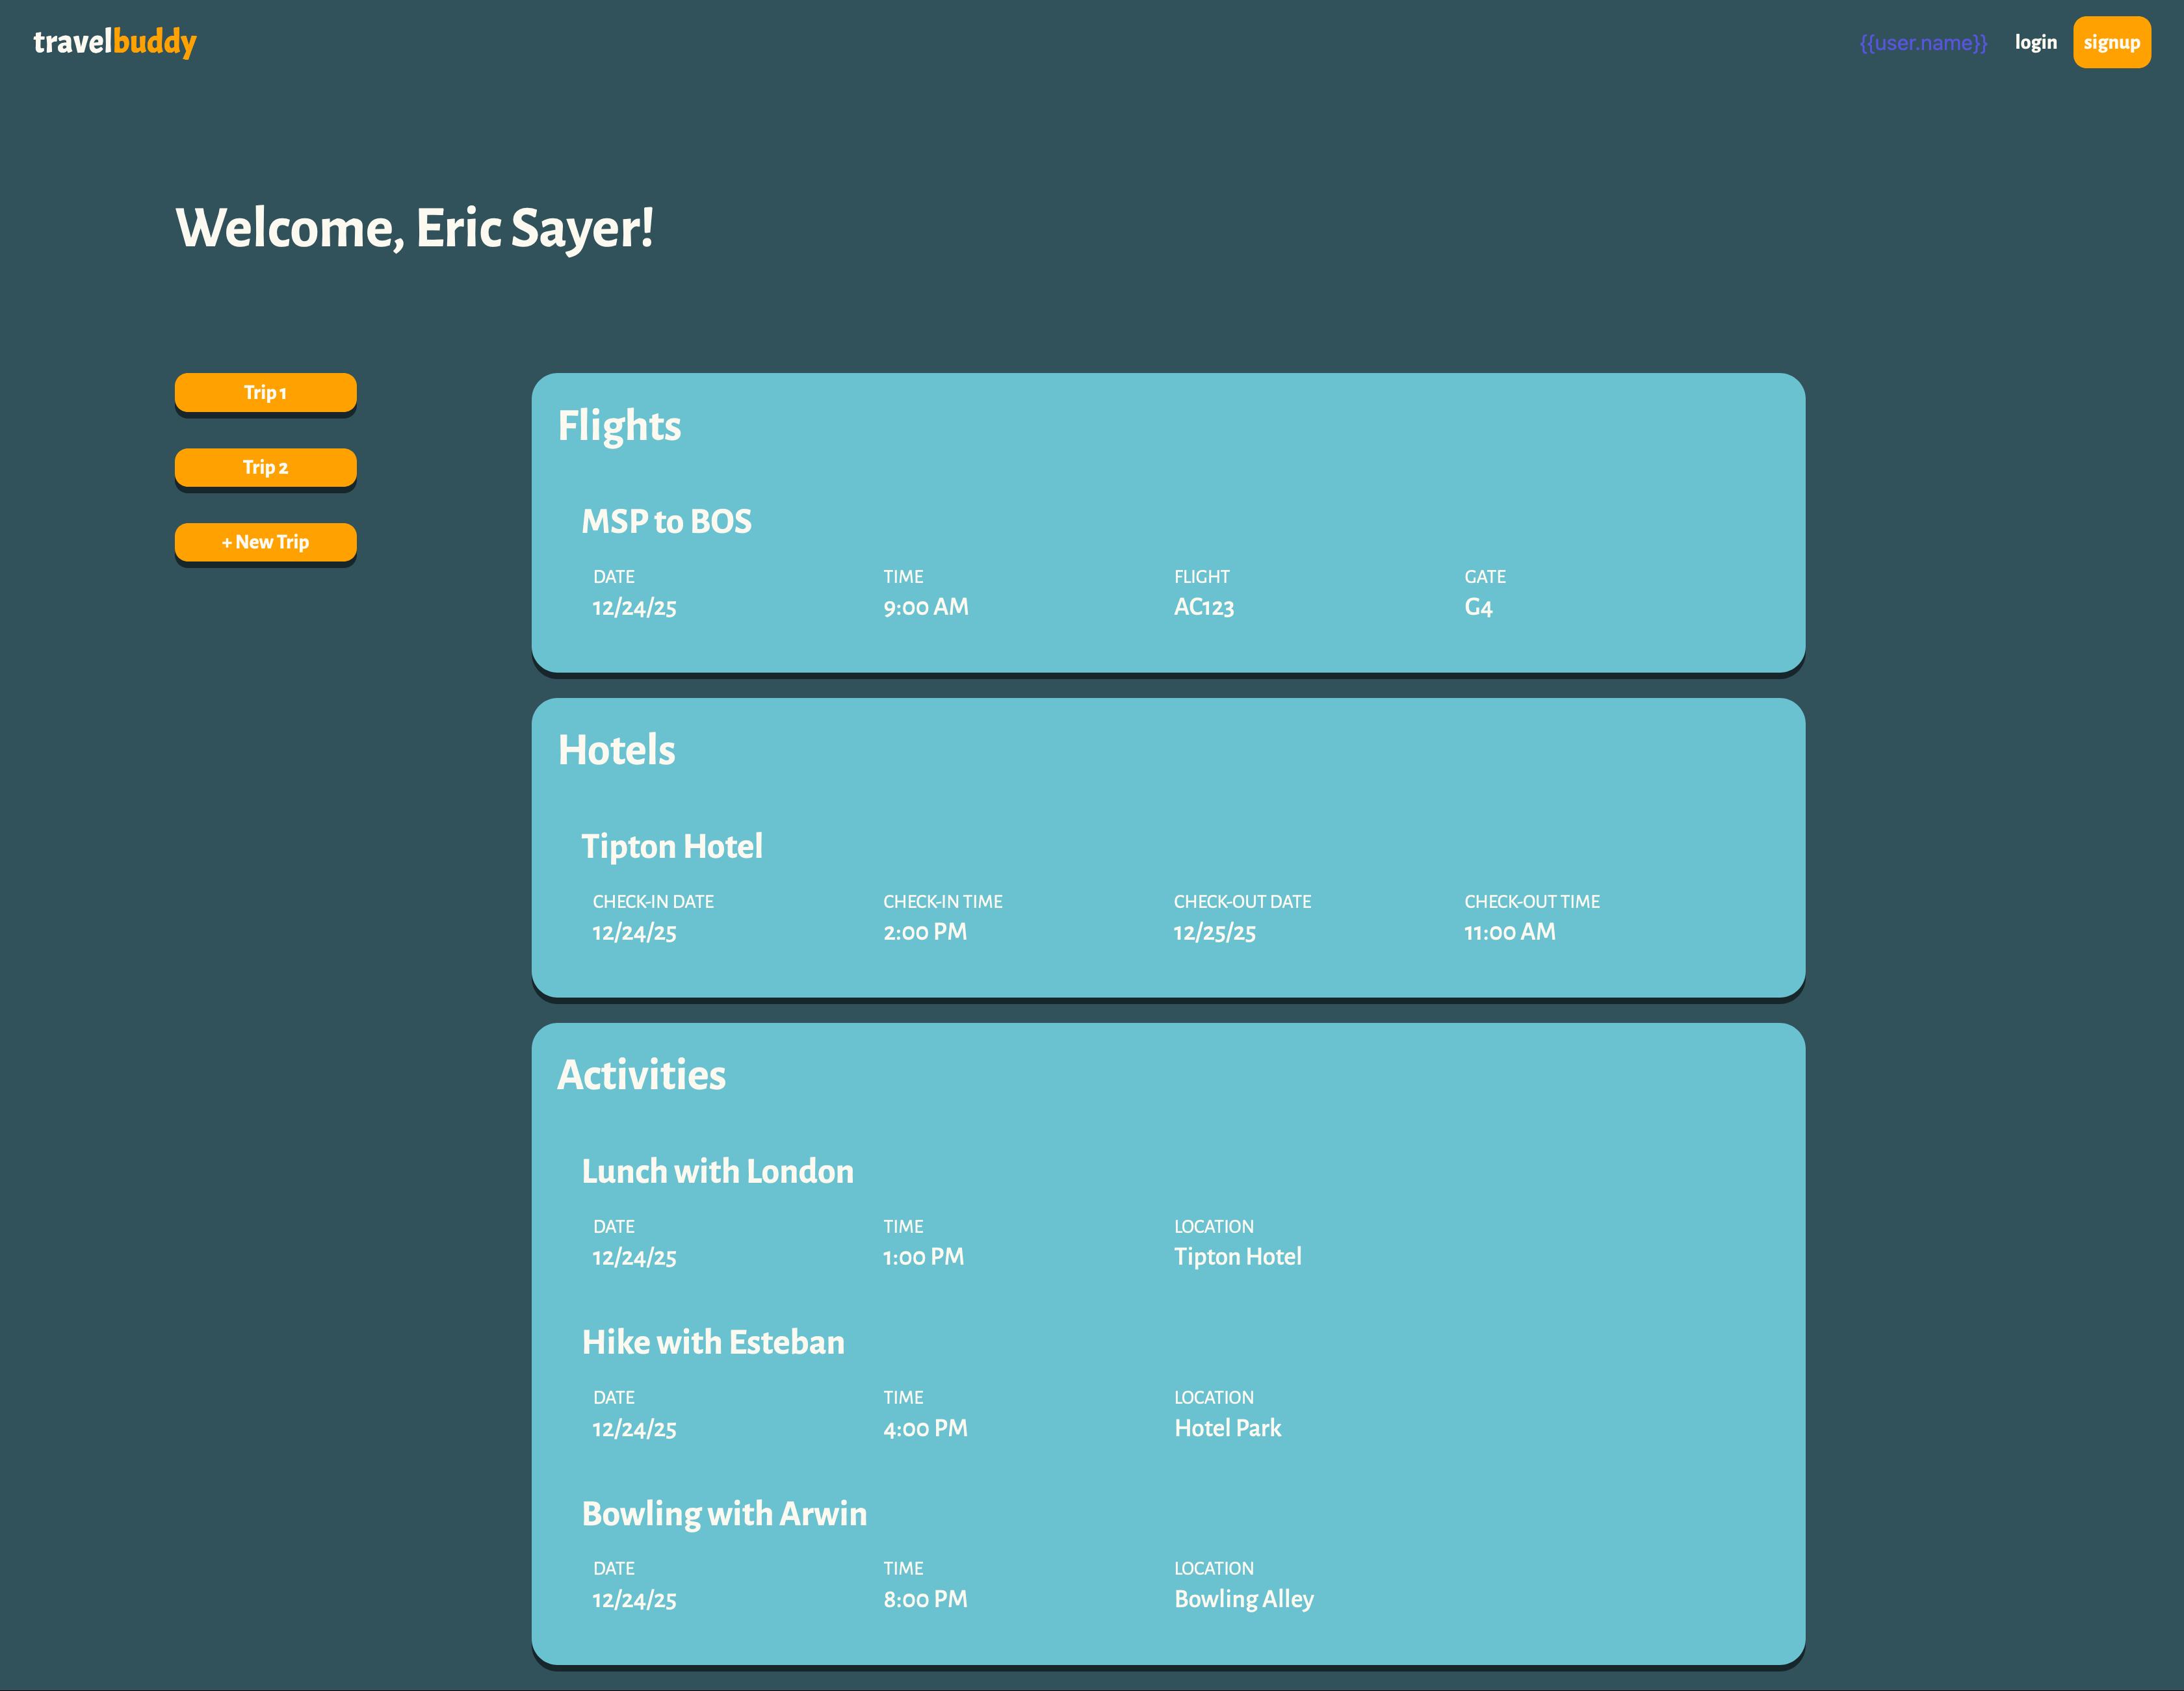 travelbuddy
{{user.name}} login signup
Welcome, Eric Sayer!
Trip 1
Trip 2
+ New Trip
Flights
MSP to BOS
DATE TIME FLIGHT GATE
12/24/25 9:00 AM AC123 G4
Hotels
Tipton Hotel
CHECK-IN DATE CHECK-IN TIME CHECK-OUT DATE CHECK-OUT TIME
12/24/25 2:00 PM 12/25/25 11:00 AM
Activities
Lunch with London
DATE TIME LOCATION
12/24/25 1:00 PM Tipton Hotel
Hike with Esteban
DATE TIME LOCATION
12/24/25 4:00 PM Hotel Park
Bowling with Arwin
DATE TIME LOCATION
12/24/25 8:00 PM Bowling Alley